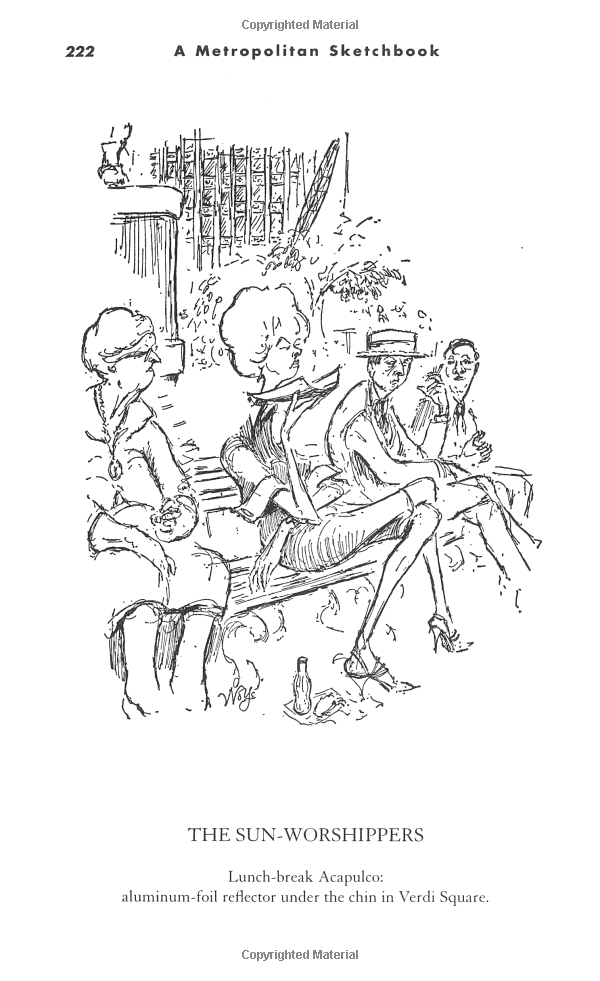 Copyrighted Material
222
A Metropolitan Sketchbook
THE SUN-WORSHIPPERS
Lunch-break Acapulco:
aluminum-foil reflector under the chin in Verdi Square.
Copyrighted Material